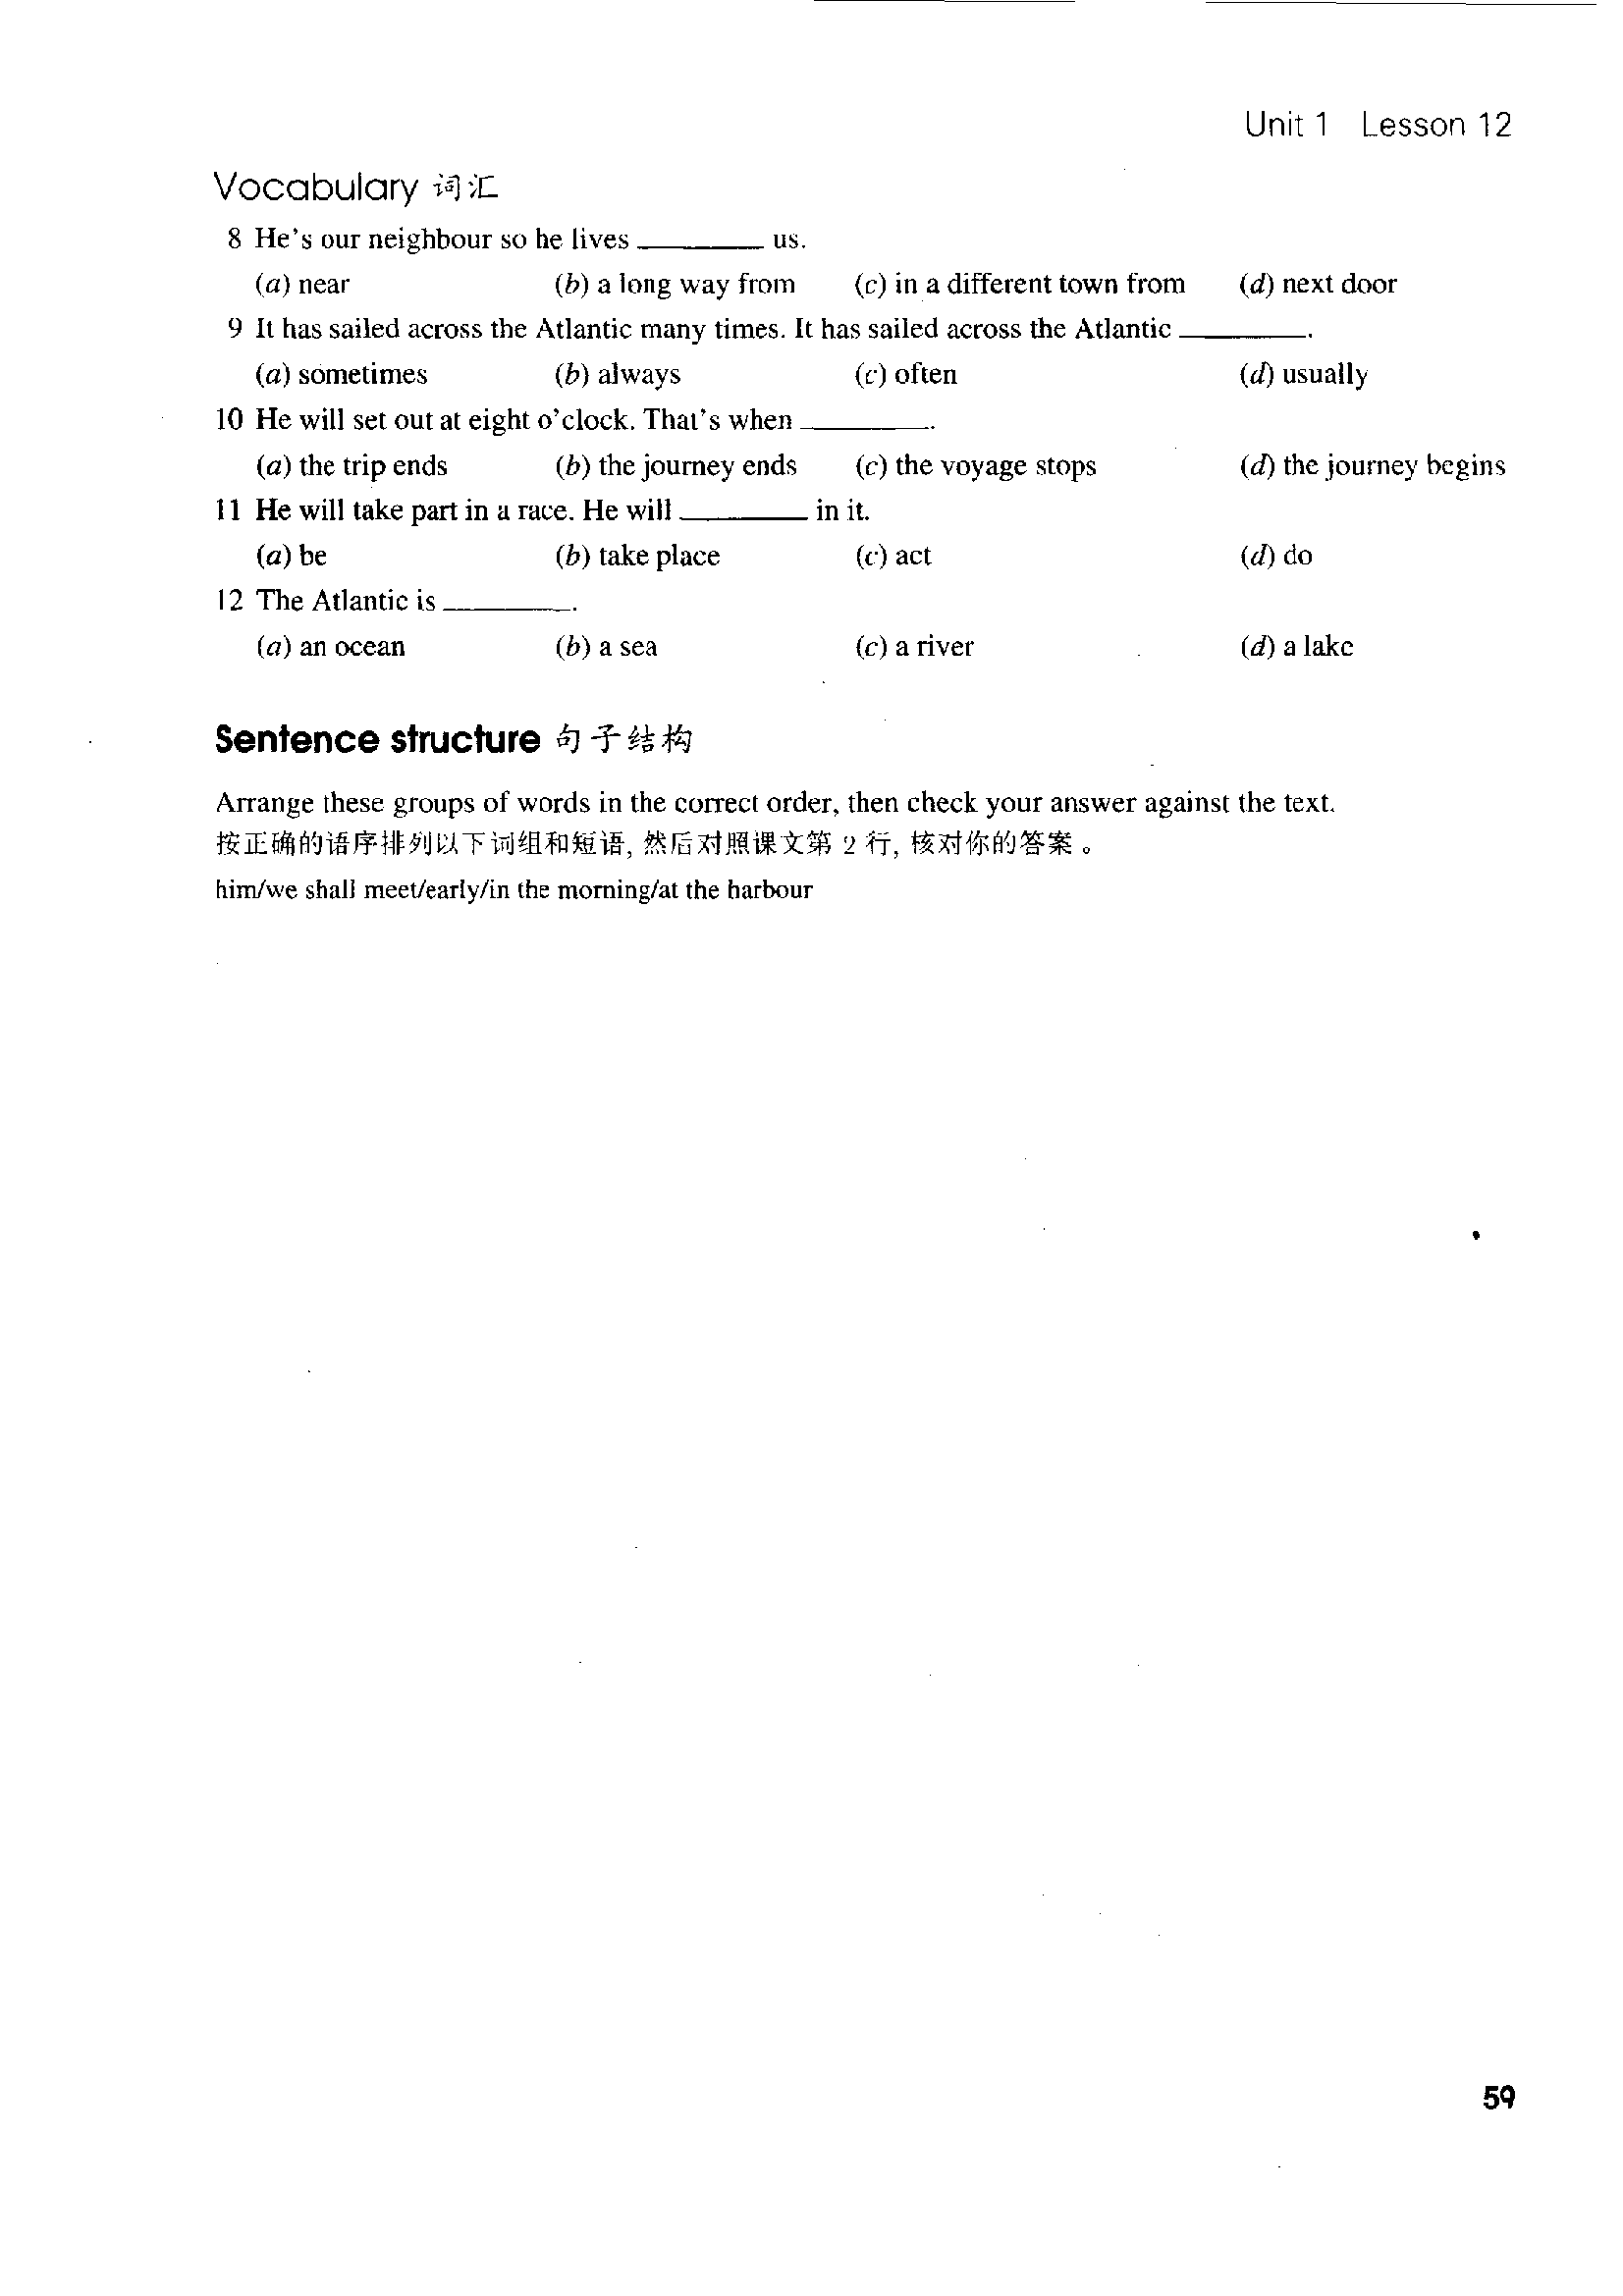 Unit 1 Lesson 12
Vocabulary 词汇
8 He's our neighbour so he lives ________ us.
(a) near (b) a long way from (c) in a different town from (d) next door
9 It has sailed across the Atlantic many times. It has sailed across the Atlantic ________.
(a) sometimes (b) always (c) often (d) usually
10 He will set out at eight o'clock. That's when ________.
(a) the trip ends (b) the journey ends (c) the voyage stops (d) the journey begins
11 He will take part in a race. He will ________ in it.
(a) be (b) take place (c) act (d) do
12 The Atlantic is ________.
(a) an ocean (b) a sea (c) a river (d) a lake
Sentence structure 句子结构
Arrange these groups of words in the correct order, then check your answer against the text.
按正确的语序排列以下词组和短语, 然后对照课文第 2 行, 核对你的答案。
him/we shall meet/early/in the morning/at the harbour
59